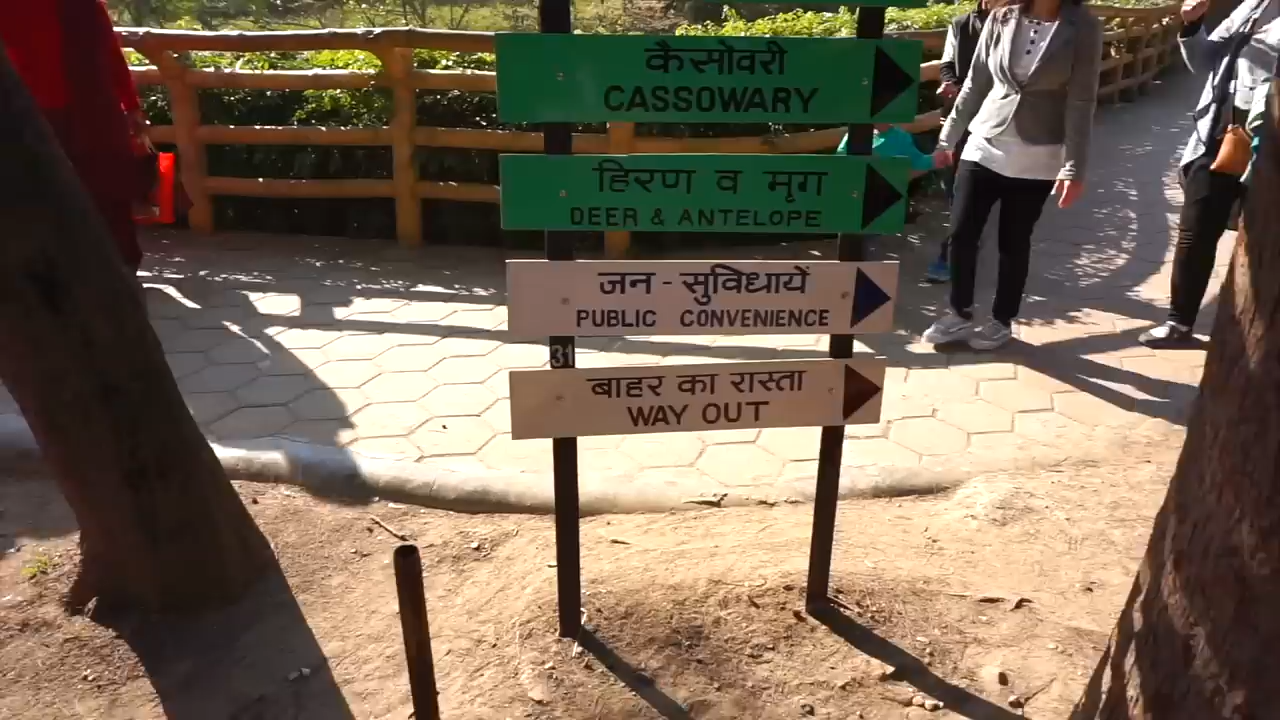 कैसोवरी
CASSOWARY
हिरण व मृग
DEER & ANTELOPE
जन - सुविधायें
PUBLIC CONVENIENCE
31
बाहर का रास्ता
WAY OUT